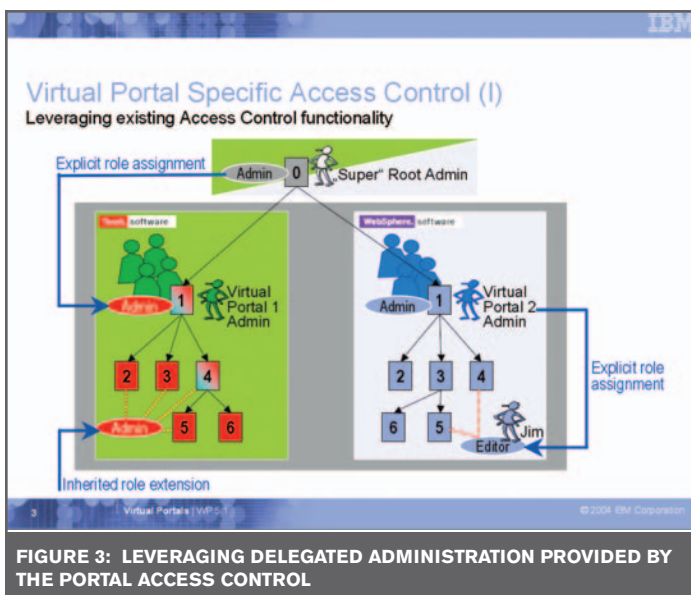 IBM
Virtual Portal Specific Access Control (I)
Leveraging existing Access Control functionality
Explicit role assignment
Admin
0
„Super“ Root Admin
Tivoli. software
WebSphere. software
Admin
1
Virtual
Portal 1
Admin
Admin
1
Virtual
Portal 2
Admin
2
3
4
2
3
4
Explicit role
assignment
Admin
5
6
6
5
Jim
Editor
Inherited role extension
3
Virtual Portals | WP 5.1
© 2004 IBM Corporation
FIGURE 3: LEVERAGING DELEGATED ADMINISTRATION PROVIDED BY
THE PORTAL ACCESS CONTROL